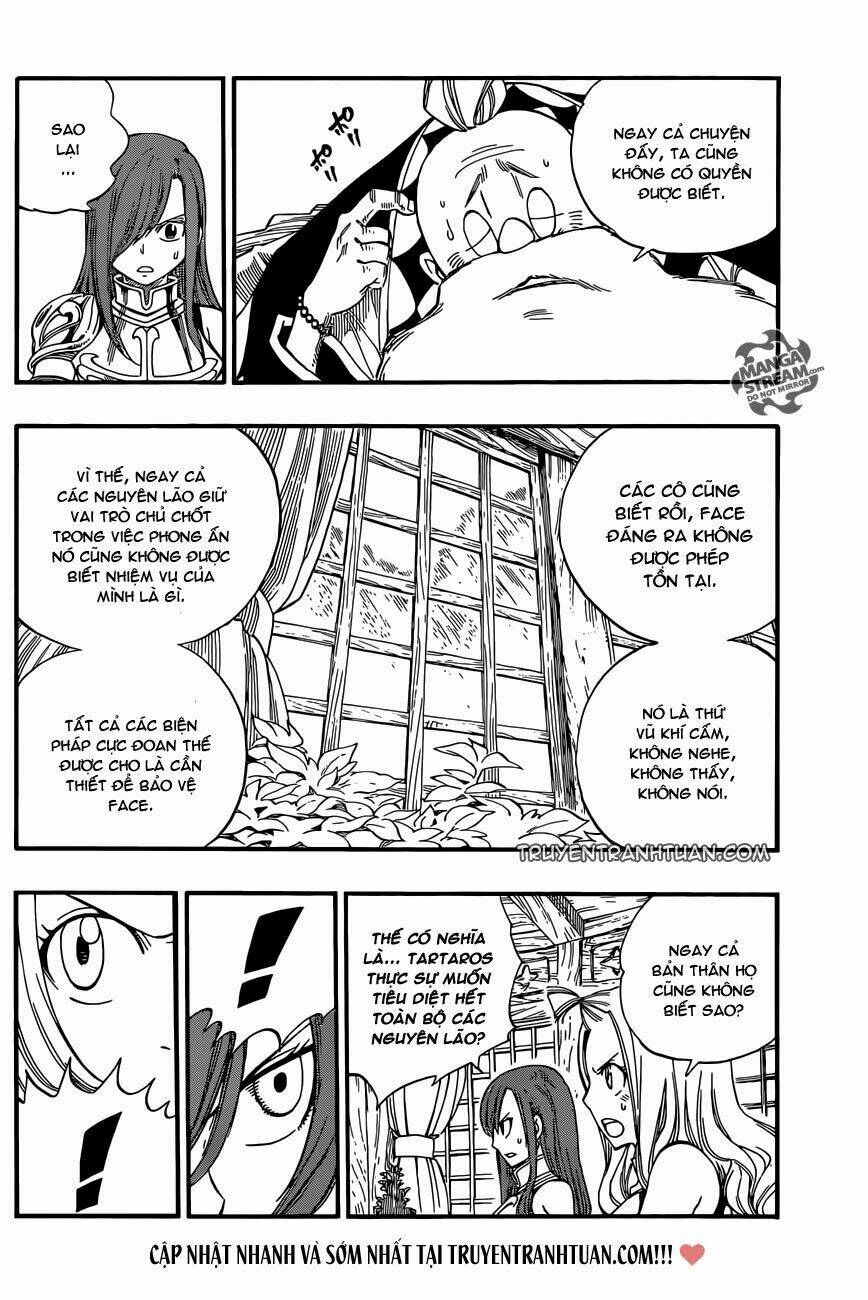 NGAY CẢ CHUYỆN
ĐẤY, TA CŨNG
KHÔNG CÓ QUYỀN
ĐƯỢC BIẾT.
ポリポリ
SAO
LẠI
...
MANGA
STREAM.com
DO NOT MIRROR
CÁC CÔ CŨNG
BIẾT RỒI, FACE
ĐÁNG RA KHÔNG
ĐƯỢC PHÉP
TỒN TẠI.
NÓ LÀ THỨ
VŨ KHÍ CẤM,
KHÔNG NGHE,
KHÔNG THẤY,
KHÔNG NÓI.
VÌ THẾ, NGAY CẢ
CÁC NGUYÊN LÃO GIỮ
VAI TRÒ CHỦ CHỐT
TRONG VIỆC PHONG ẤN
NÓ CŨNG KHÔNG ĐƯỢC
BIẾT NHIỆM VỤ CỦA
MÌNH LÀ GÌ.
TẤT CẢ CÁC BIỆN
PHÁP CỰC ĐOAN THẾ
ĐƯỢC CHO LÀ CẦN
THIẾT ĐỂ BẢO VỆ
FACE.
TRUYENTRANHTUAN.COM
NGAY CẢ
BẢN THÂN HỌ
CŨNG KHÔNG
BIẾT SAO?
THẾ CÓ NGHĨA
LÀ... TARTAROS
THỰC SỰ MUỐN
TIÊU DIỆT HẾT
TOÀN BỘ CÁC
NGUYÊN LÃO?
!
!
CẬP NHẬT NHANH VÀ SỚM NHẤT TẠI TRUYENTRANHTUAN.COM!!! ❤